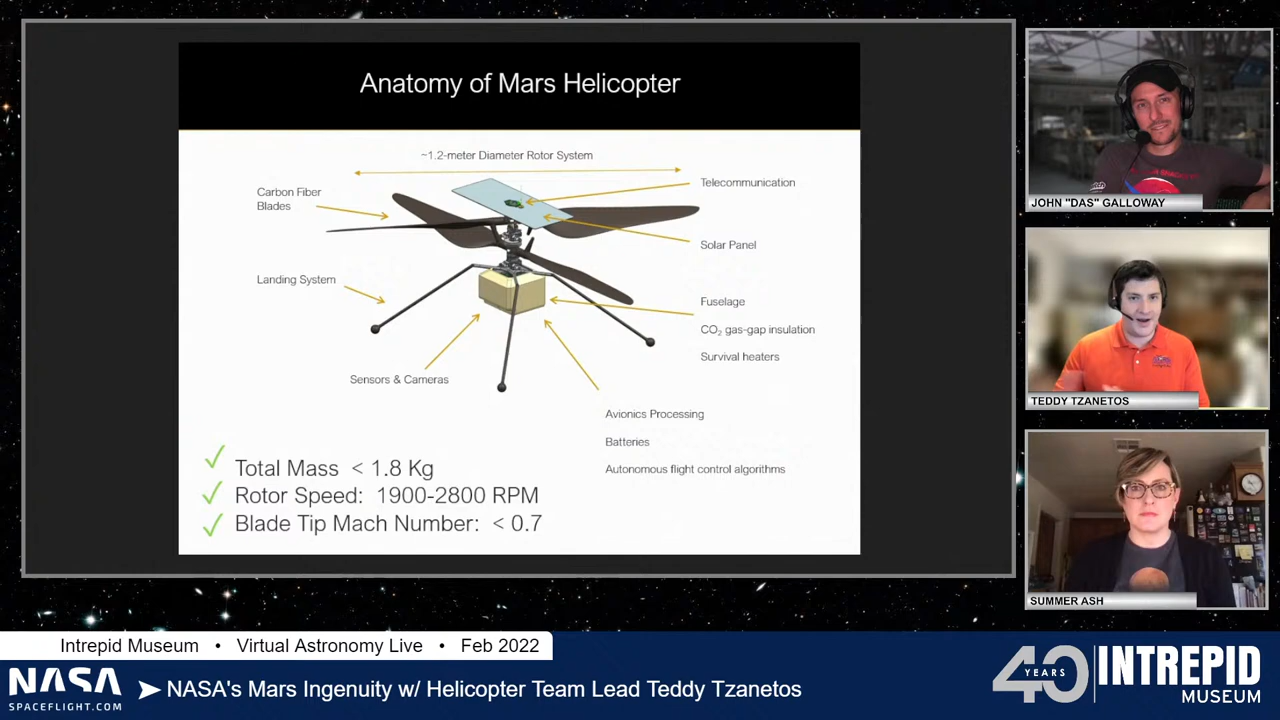 Anatomy of Mars Helicopter
~1.2-meter Diameter Rotor System
Carbon Fiber
Blades
Telecommunication
Solar Panel
Landing System
Fuselage
CO₂ gas-gap insulation
Survival heaters
Sensors & Cameras
Avionics Processing
Batteries
Autonomous flight control algorithms
✓ Total Mass < 1.8 Kg
✓ Rotor Speed: 1900-2800 RPM
✓ Blade Tip Mach Number: < 0.7
JOHN "DAS" GALLOWAY
TEDDY TZANETOS
SUMMER ASH
Intrepid Museum • Virtual Astronomy Live • Feb 2022
NASA
SPACEFLIGHT.COM
➤ NASA's Mars Ingenuity w/ Helicopter Team Lead Teddy Tzanetos
40
YEARS
INTREPID
MUSEUM